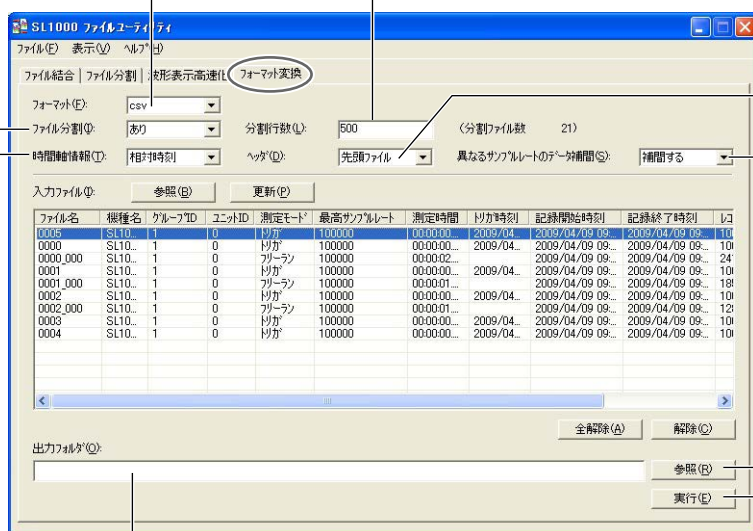 SL1000 ファイルユーティリティ
ファイル(F) 表示(V) ヘルプ(H)
ファイル結合 ファイル分割 波形表示高速化 フォーマット変換
フォーマット(F): csv
ファイル分割(I): あり 分割行数(L): 500 (分割ファイル数 21)
時間軸情報(T): 相対時刻 ヘッダ(D): 先頭ファイル 異なるサンプルレートのデータ補間(S): 補間する
入力ファイル(I): 参照(B) 更新(P)
ファイル名 機種名 グループID ユニットID 測定モード 最高サンプルレート 測定時間 トリガ時刻 記録開始時刻 記録終了時刻 レコ
0005 SL10... 1 0 トリガ 100000 00:00:00... 2009/04... 2009/04/09 09:... 2009/04/09 09:... 100
0000 SL10... 1 0 トリガ 100000 00:00:00... 2009/04... 2009/04/09 09:... 2009/04/09 09:... 100
0000_000 SL10... 1 0 フリーラン 100000 00:00:02... 2009/04/09 09:... 2009/04/09 09:... 241
0001 SL10... 1 0 トリガ 100000 00:00:00... 2009/04... 2009/04/09 09:... 2009/04/09 09:... 100
0001_000 SL10... 1 0 フリーラン 100000 00:00:01... 2009/04/09 09:... 2009/04/09 09:... 185
0002 SL10... 1 0 トリガ 100000 00:00:00... 2009/04... 2009/04/09 09:... 2009/04/09 09:... 100
0002_000 SL10... 1 0 フリーラン 100000 00:00:01... 2009/04/09 09:... 2009/04/09 09:... 125
0003 SL10... 1 0 トリガ 100000 00:00:00... 2009/04... 2009/04/09 09:... 2009/04/09 09:... 100
0004 SL10... 1 0 トリガ 100000 00:00:00... 2009/04... 2009/04/09 09:... 2009/04/09 09:... 100
全解除(A) 解除(C)
出力フォルダ(O):
参照(R)
実行(E)